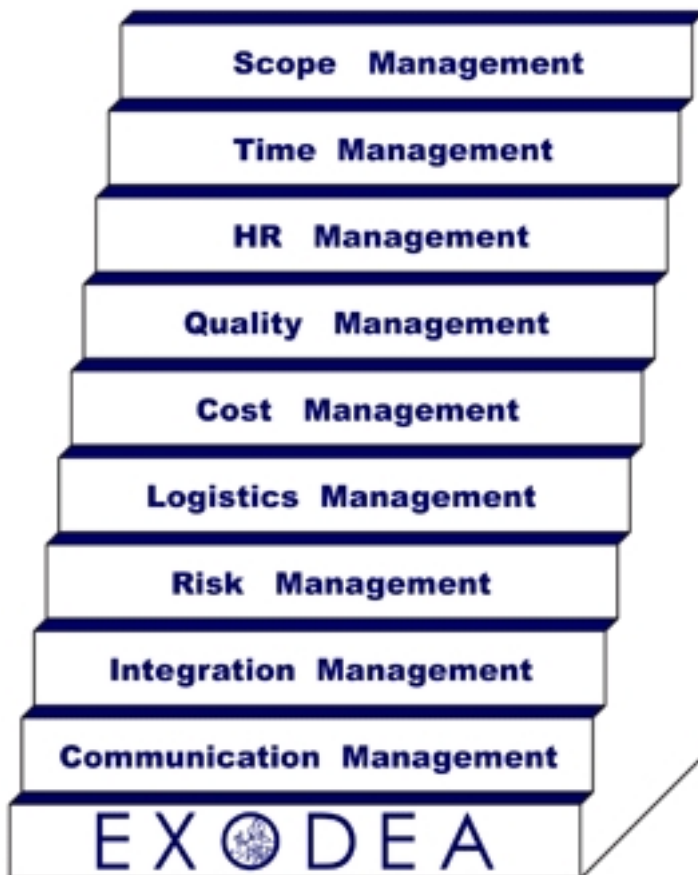 Scope Management
Time Management
HR Management
Quality Management
Cost Management
Logistics Management
Risk Management
Integration Management
Communication Management
EXODEA